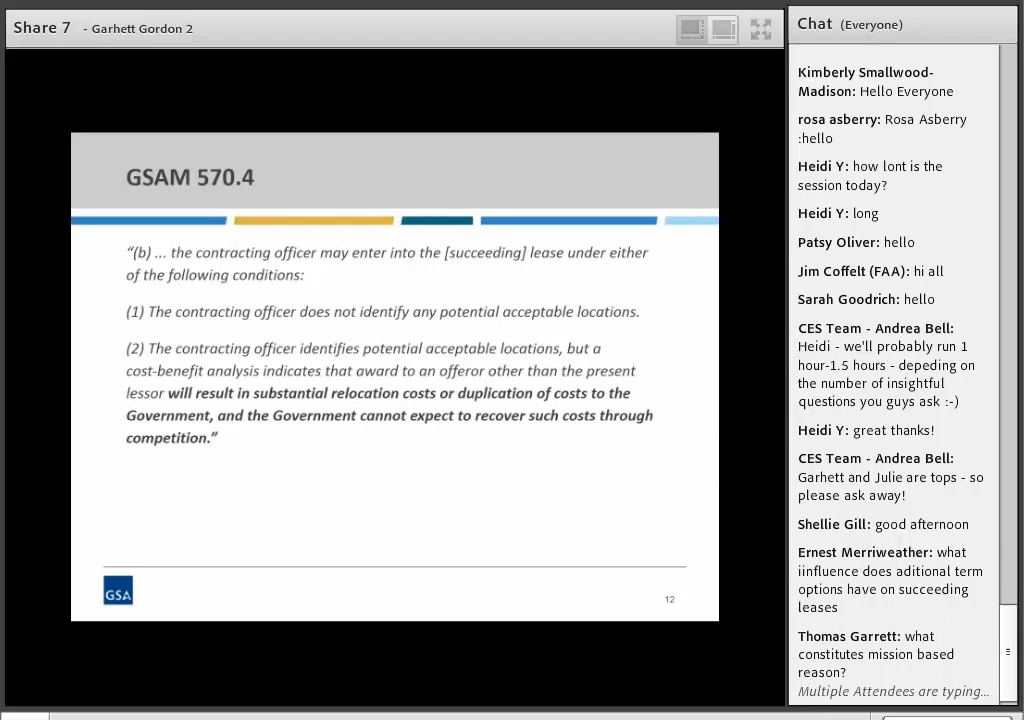 Share 7 - Garhett Gordon 2
GSAM 570.4
“(b) ... the contracting officer may enter into the [succeeding] lease under either
of the following conditions:
(1) The contracting officer does not identify any potential acceptable locations.
(2) The contracting officer identifies potential acceptable locations, but a
cost-benefit analysis indicates that award to an offeror other than the present
lessor will result in substantial relocation costs or duplication of costs to the
Government, and the Government cannot expect to recover such costs through
competition.”
GSA
12
Chat (Everyone)
Kimberly Smallwood-
Madison: Hello Everyone
rosa asberry: Rosa Asberry
:hello
Heidi Y: how lont is the
session today?
Heidi Y: long
Patsy Oliver: hello
Jim Coffelt (FAA): hi all
Sarah Goodrich: hello
CES Team - Andrea Bell:
Heidi - we'll probably run 1
hour-1.5 hours - depeding on
the number of insightful
questions you guys ask :-)
Heidi Y: great thanks!
CES Team - Andrea Bell:
Garhett and Julie are tops - so
please ask away!
Shellie Gill: good afternoon
Ernest Merriweather: what
iinfluence does aditional term
options have on succeeding
leases
Thomas Garrett: what
constitutes mission based
reason?
Multiple Attendees are typing...